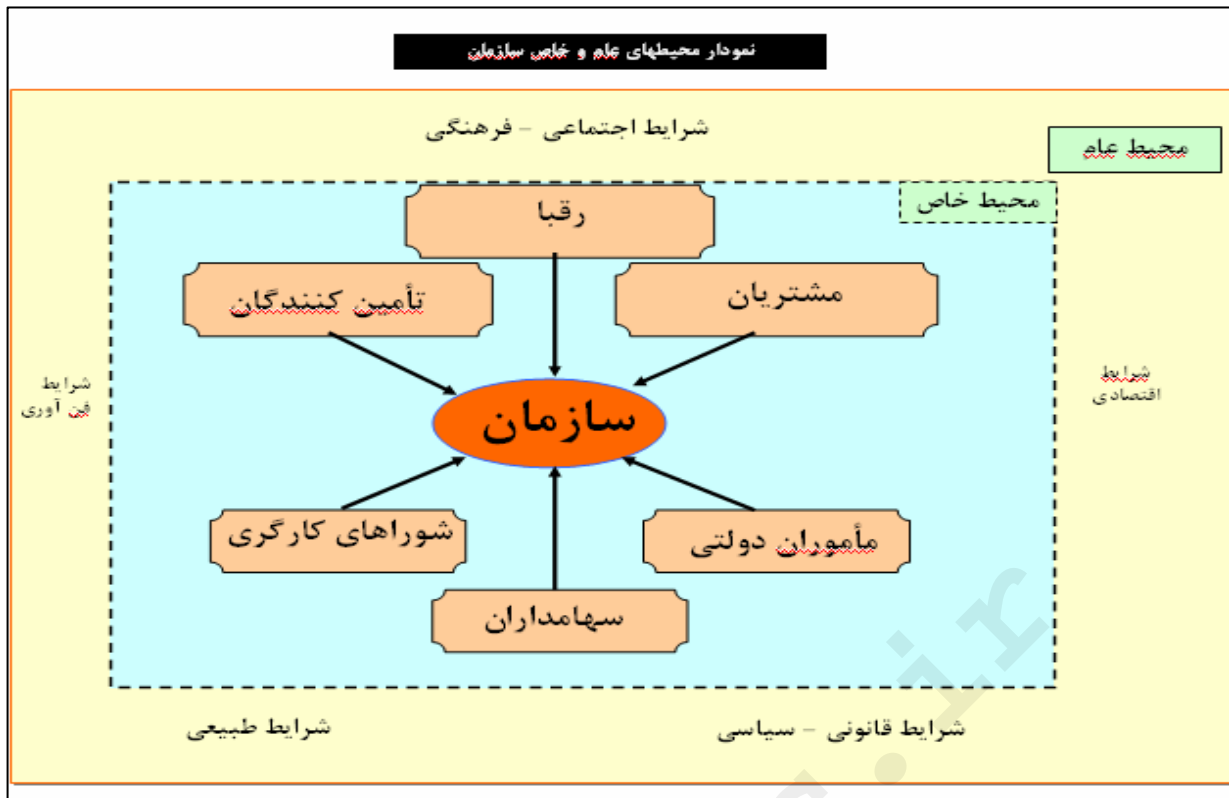 نمودار محیطهای عام و خاص سازمان
شرایط اجتماعی - فرهنگی
محیط عام
محیط خاص
رقبا
مشتریان
تأمین کنندگان
شرایط
اقتصادی
شرایط
فن آوری
سازمان
مأموران دولتی
شوراهای کارگری
سهامداران
شرایط قانونی - سیاسی
شرایط طبیعی